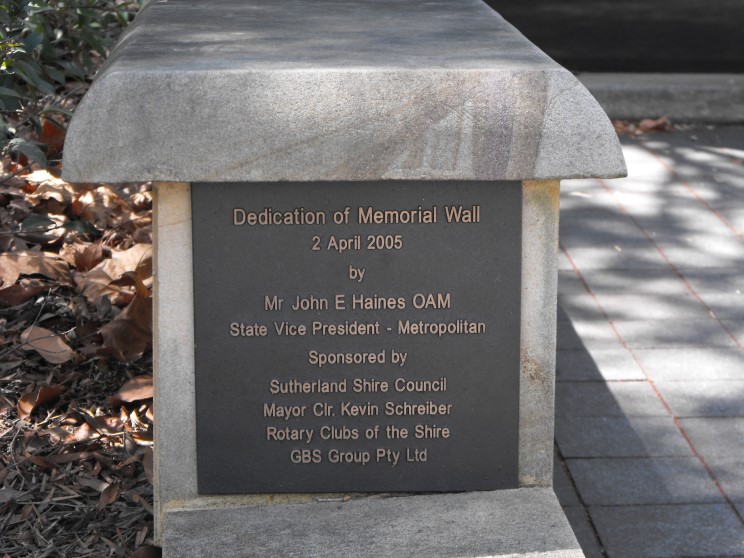 Dedication of Memorial Wall
2 April 2005
by
Mr John E Haines OAM
State Vice President - Metropolitan
Sponsored by
Sutherland Shire Council
Mayor Clr. Kevin Schreiber
Rotary Clubs of the Shire
GBS Group Pty Ltd